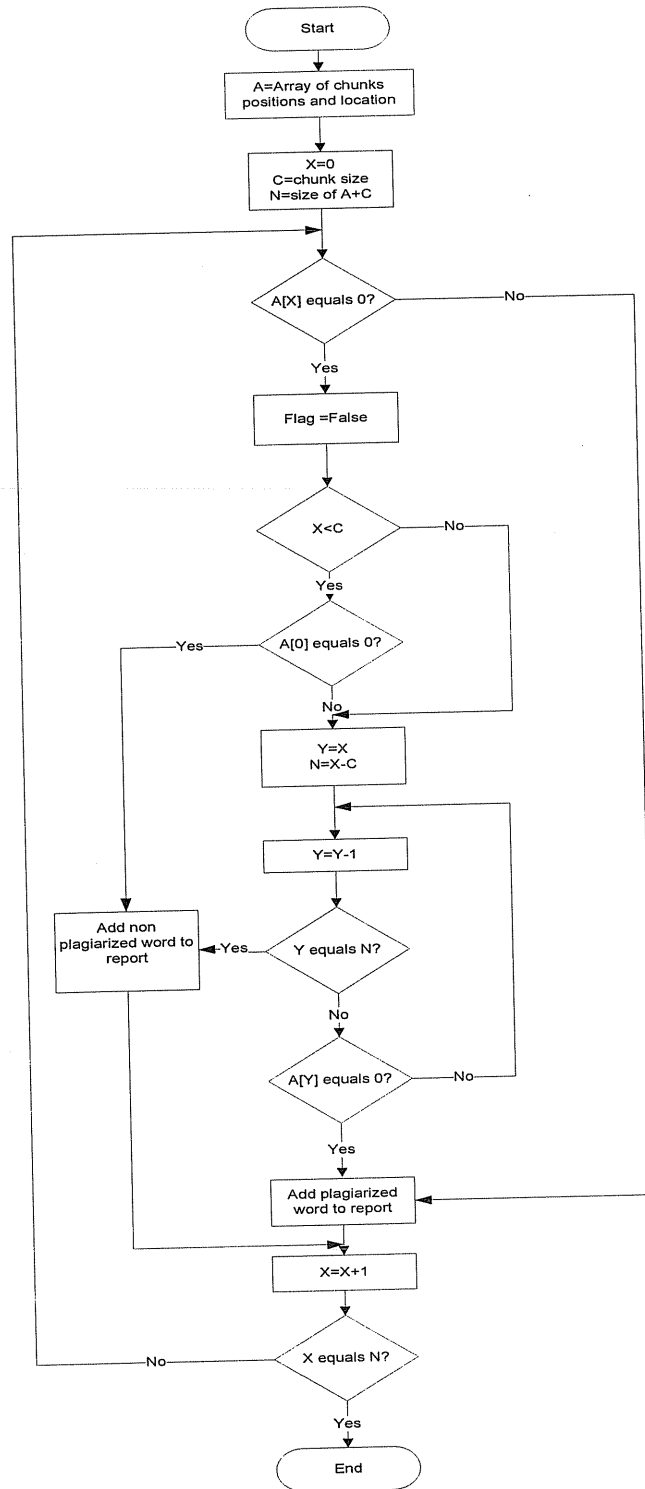 Start
A=Array of chunks
positions and location
X=0
C=chunk size
N=size of A+C
A[X] equals 0?
No
Yes
Flag =False
X<C
No
Yes
A[0] equals 0?
Yes
No
Y=X
N=X-C
Y=Y-1
Add non
plagiarized word to
report
Yes
Y equals N?
No
A[Y] equals 0?
No
Yes
Add plagiarized
word to report
X=X+1
No
X equals N?
Yes
End